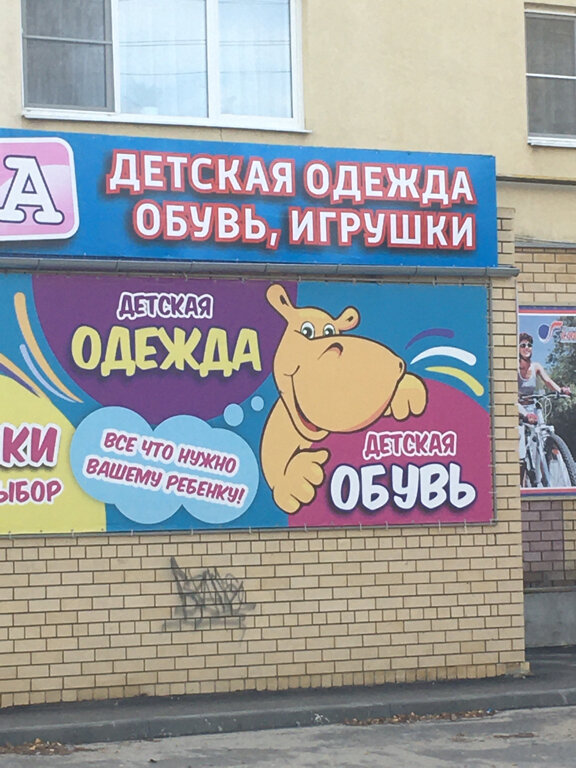 А
ДЕТСКАЯ ОДЕЖДА
ОБУВЬ, ИГРУШКИ
ДЕТСКАЯ
ОДЕЖДА
КИ
ЫБОР
ВСЕ ЧТО НУЖНО
ВАШЕМУ РЕБЕНКУ!
ДЕТСКАЯ
ОБУВЬ